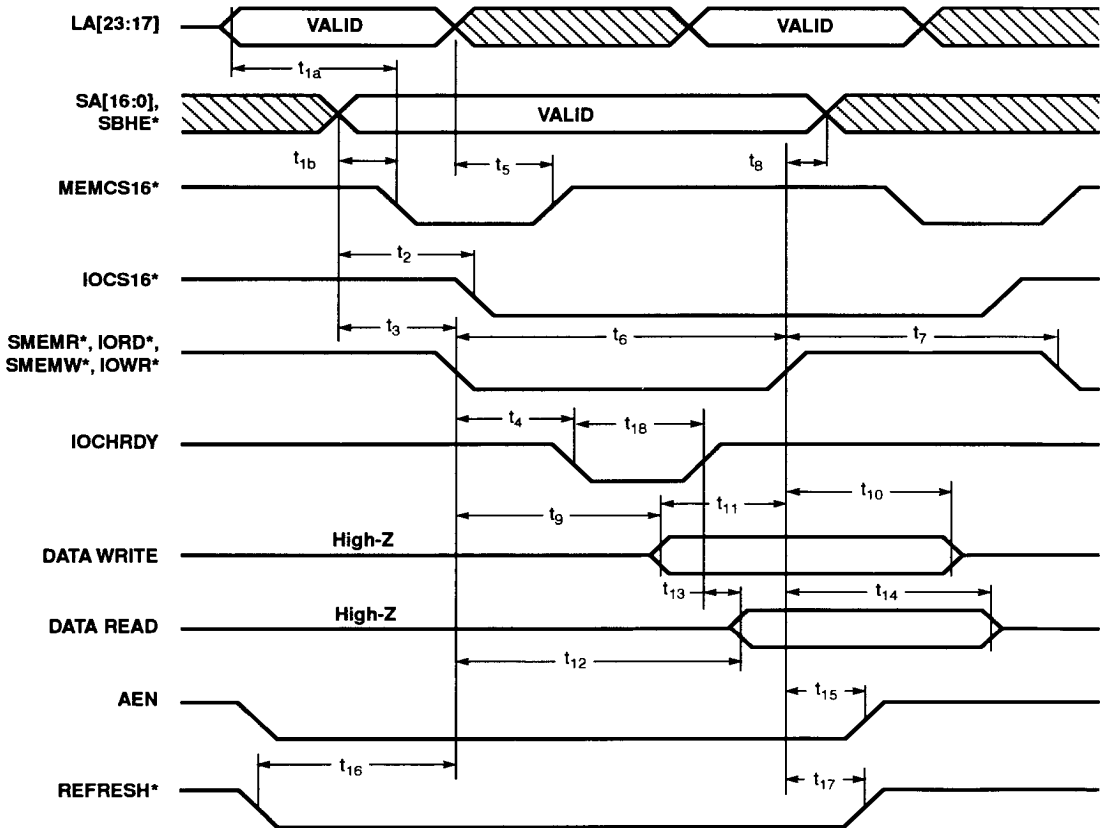 LA[23:17]
VALID
VALID
t1a
SA[16:0],
SBHE*
VALID
t1b
t5
t8
MEMCS16*
t2
IOCS16*
t3
t6
t7
SMEMR*, IORD*,
SMEMW*, IOWR*
t4
t18
IOCHRDY
t9
t11
t10
DATA WRITE
High-Z
t13
t14
DATA READ
High-Z
t12
AEN
t15
t16
t17
REFRESH*